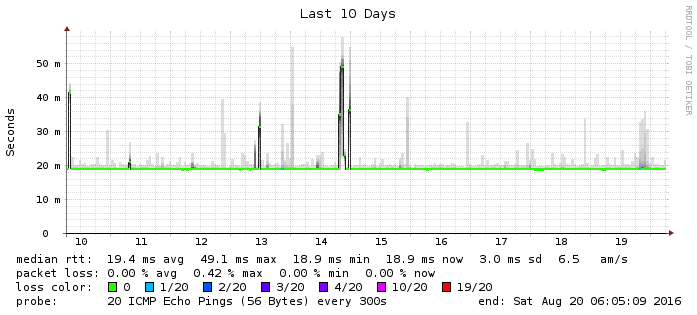 Last 10 Days
RRDTOOL / TOBI OETIKER
Seconds
50 m
40 m
30 m
20 m
10 m
0
10 11 12 13 14 15 16 17 18 19
median rtt: 19.4 ms avg 49.1 ms max 18.9 ms min 18.9 ms now 3.0 ms sd 6.5 am/s
packet loss: 0.00 % avg 0.42 % max 0.00 % min 0.00 % now
loss color: 0 1/20 2/20 3/20 4/20 10/20 19/20
probe: 20 ICMP Echo Pings (56 Bytes) every 300s end: Sat Aug 20 06:05:09 2016